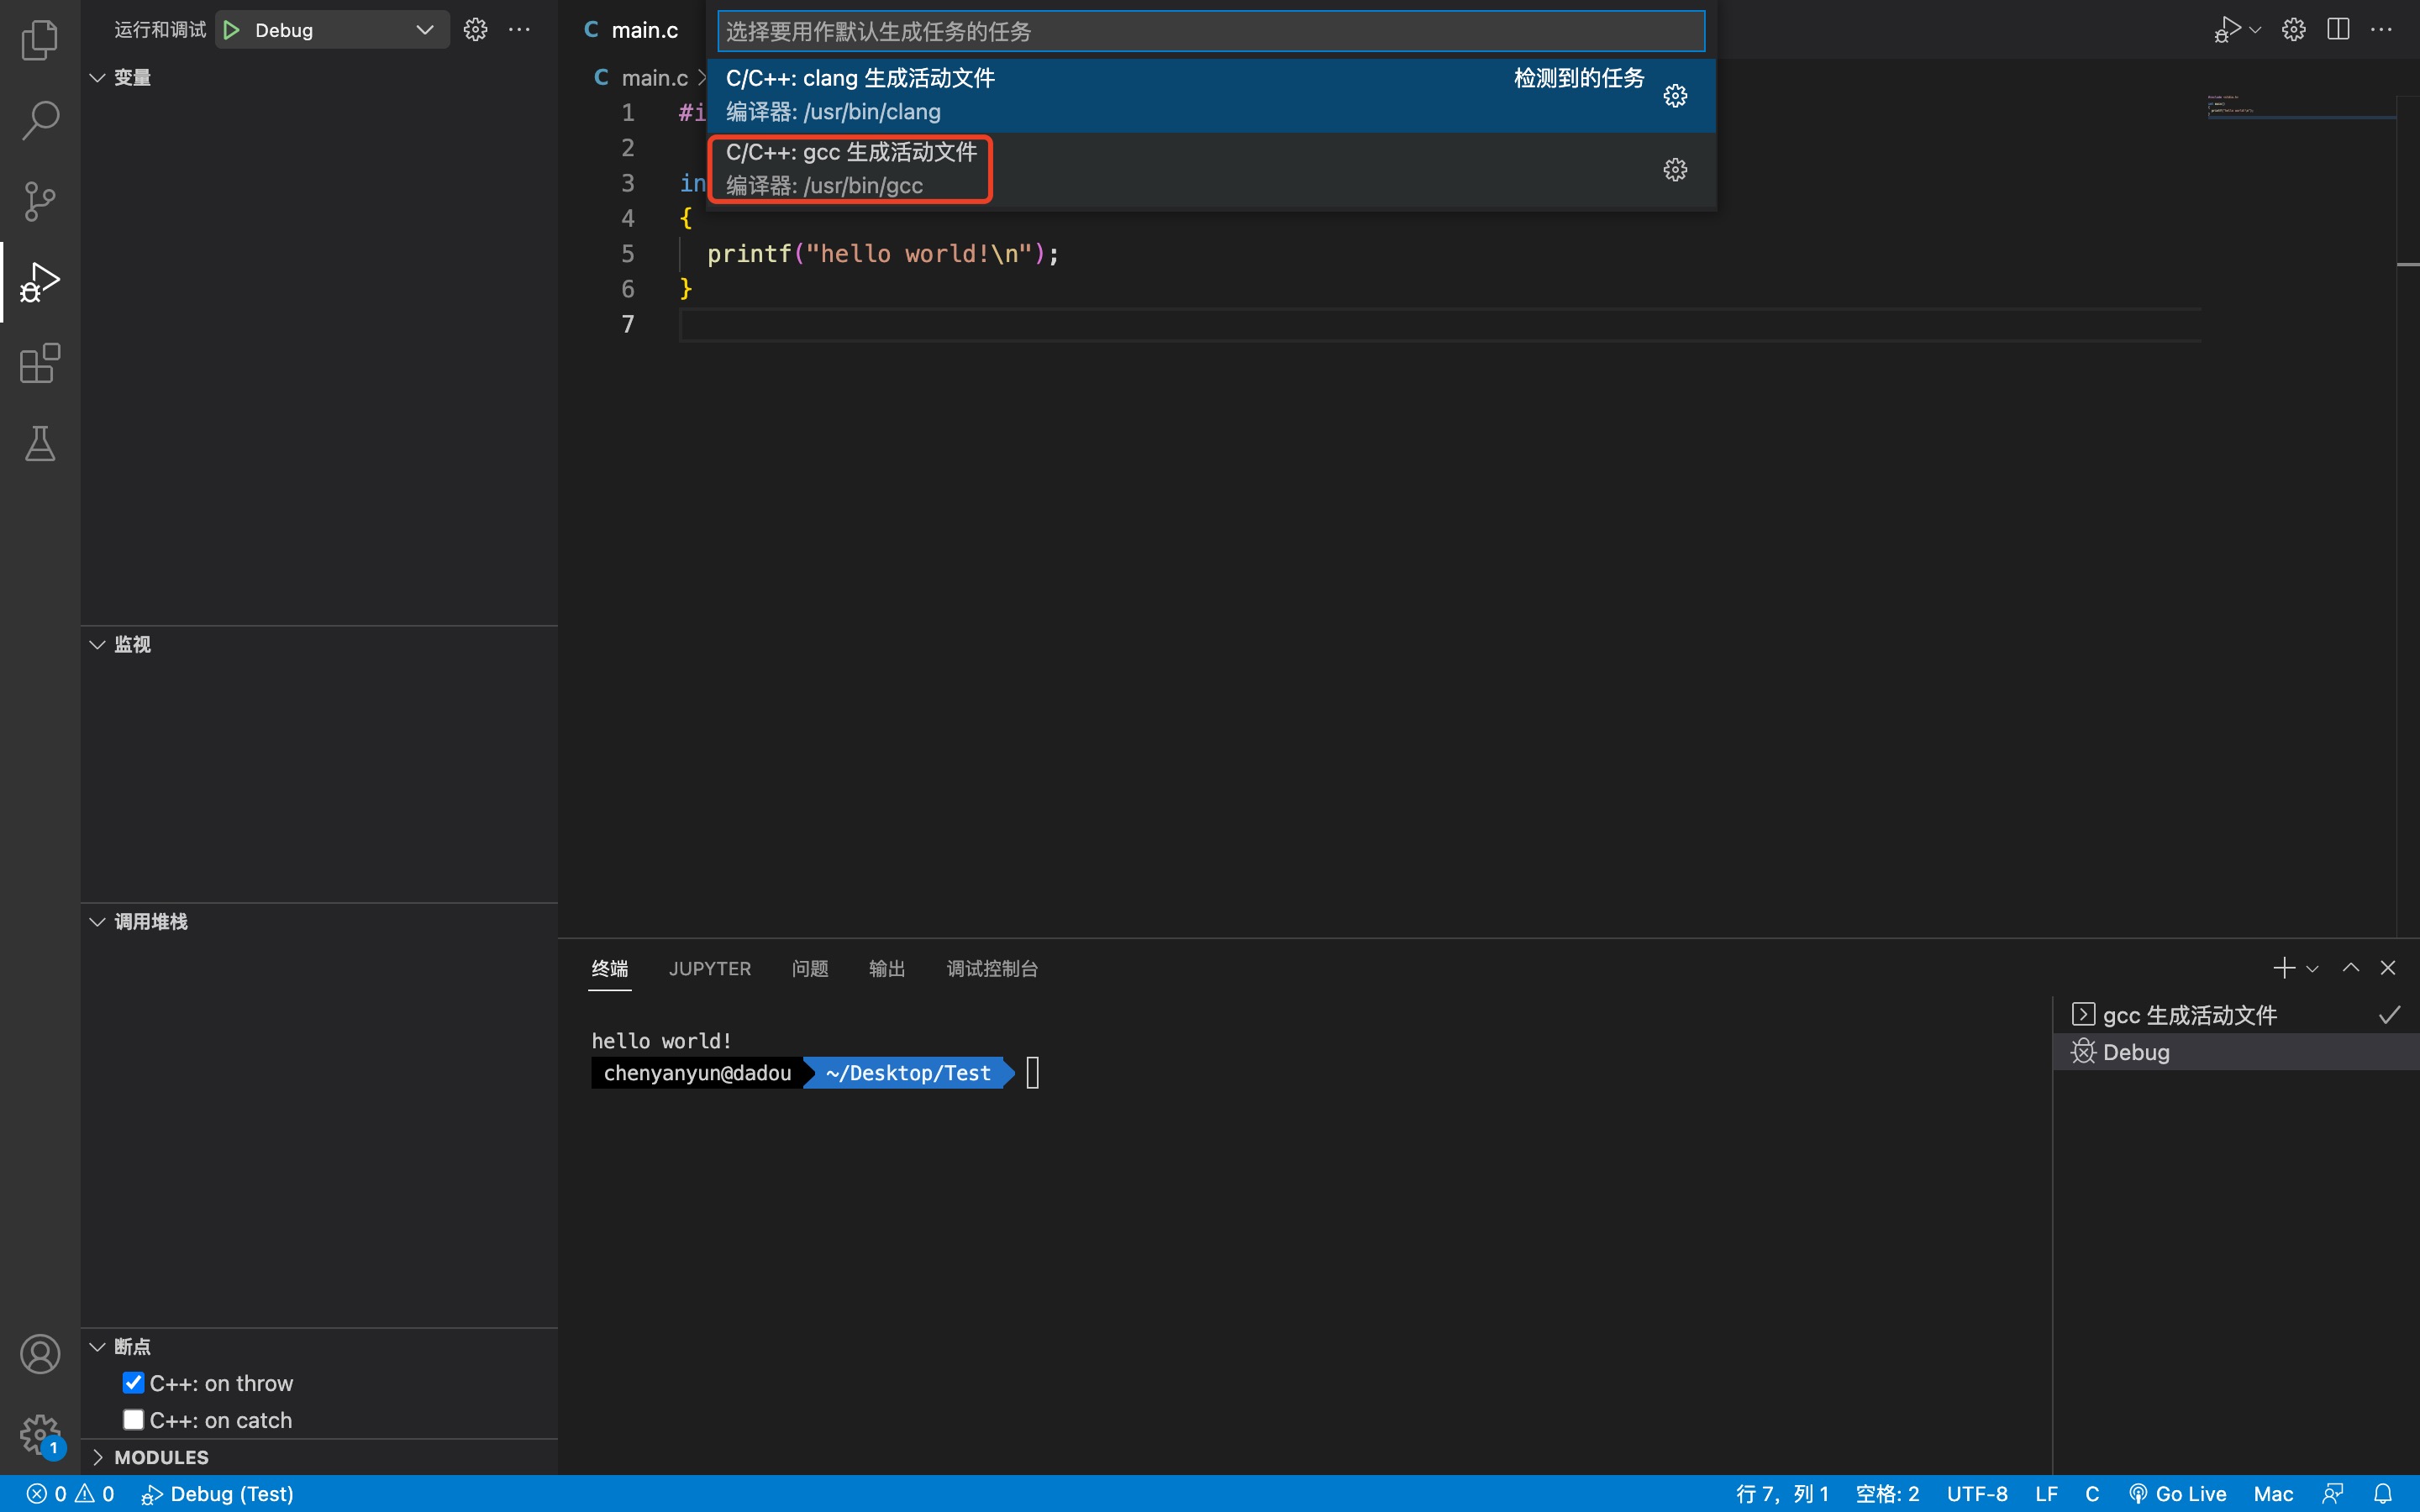 运行和调试 Debug
main.c
选择要用作默认生成任务的任务
变量
main.c
C/C++: clang 生成活动文件 检测到的任务
编译器: /usr/bin/clang
C/C++: gcc 生成活动文件
编译器: /usr/bin/gcc
1 #i
2
3 in
4 {
5 printf("hello world!\n");
6 }
7
监视
调用堆栈
断点
C++: on throw
C++: on catch
MODULES
终端 JUPYTER 问题 输出 调试控制台
hello world!
chenyanyun@dadou ~/Desktop/Test
gcc 生成活动文件
Debug
1
0 0 Debug (Test) 行 7，列 1 空格: 2 UTF-8 LF C Go Live Mac